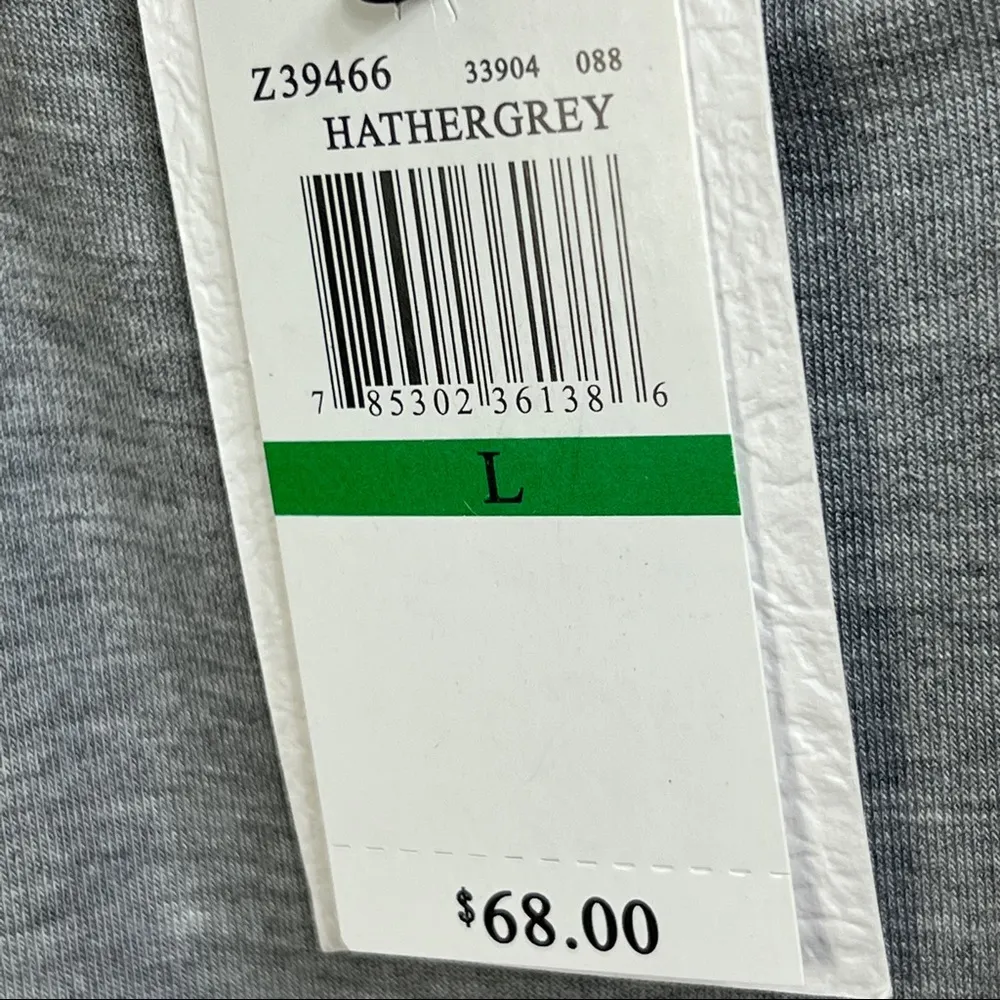 Z39466 33904 088
HATHERGREY
7 85302 36138 6
L
$68.00